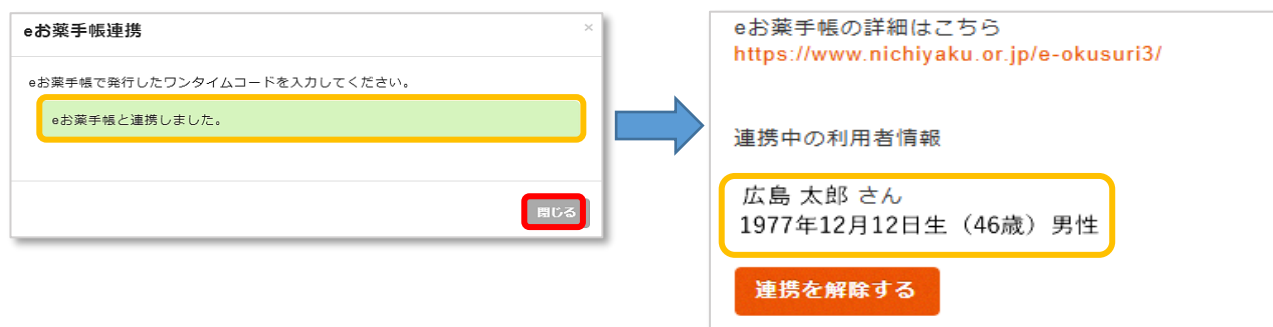 eお薬手帳連携
×
eお薬手帳で発行したワンタイムコードを入力してください。
eお薬手帳と連携しました。
閉じる
eお薬手帳の詳細はこちら
https://www.nichiyaku.or.jp/e-okusuri3/
連携中の利用者情報
広島 太郎 さん
1977年12月12日生（46歳）男性
連携を解除する